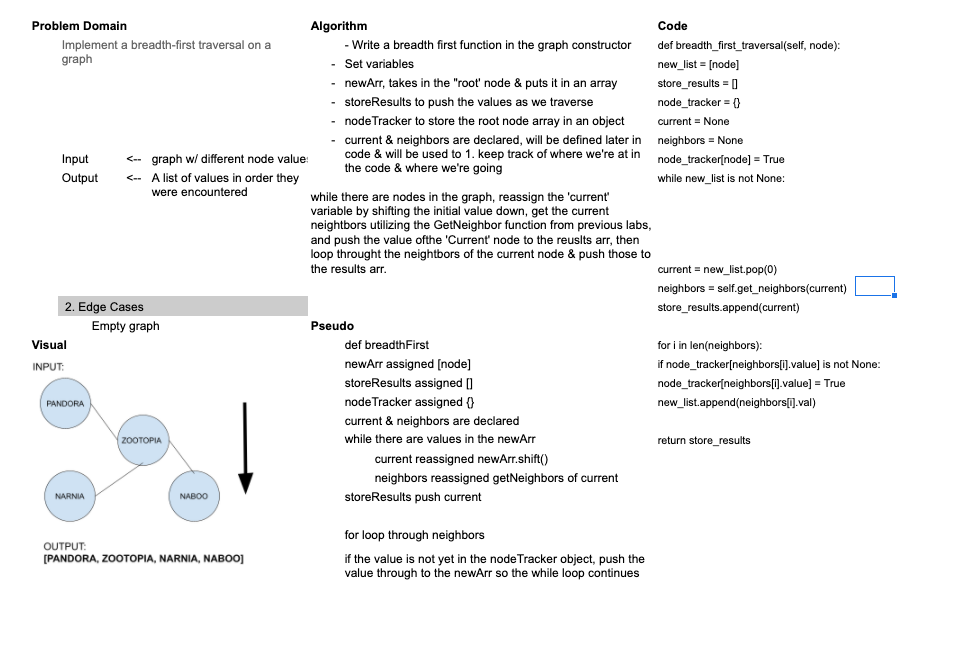 Problem Domain
Implement a breadth-first traversal on a
graph
Input <-- graph w/ different node values
Output <-- A list of values in order they
were encountered
2. Edge Cases
Empty graph
Visual
INPUT:
PANDORA
ZOOTOPIA
NARNIA
NABOO
OUTPUT:
[PANDORA, ZOOTOPIA, NARNIA, NABOO]
Algorithm
- Write a breadth first function in the graph constructor
- Set variables
- newArr, takes in the "root' node & puts it in an array
- storeResults to push the values as we traverse
- nodeTracker to store the root node array in an object
- current & neighbors are declared, will be defined later in
code & will be used to 1. keep track of where we're at in
the code & where we're going
while there are nodes in the graph, reassign the 'current'
variable by shifting the initial value down, get the current
neightbors utilizing the GetNeighbor function from previous labs,
and push the value ofthe 'Current' node to the reuslts arr, then
loop throught the neightbors of the current node & push those to
the results arr.
Pseudo
def breadthFirst
newArr assigned [node]
storeResults assigned []
nodeTracker assigned {}
current & neighbors are declared
while there are values in the newArr
current reassigned newArr.shift()
neighbors reassigned getNeighbors of current
storeResults push current
for loop through neighbors
if the value is not yet in the nodeTracker object, push the
value through to the newArr so the while loop continues
Code
def breadth_first_traversal(self, node):
new_list = [node]
store_results = []
node_tracker = {}
current = None
neighbors = None
node_tracker[node] = True
while new_list is not None:
current = new_list.pop(0)
neighbors = self.get_neighbors(current)
store_results.append(current)
for i in len(neighbors):
if node_tracker[neighbors[i].value] is not None:
node_tracker[neighbors[i].value] = True
new_list.append(neighbors[i].val)
return store_results